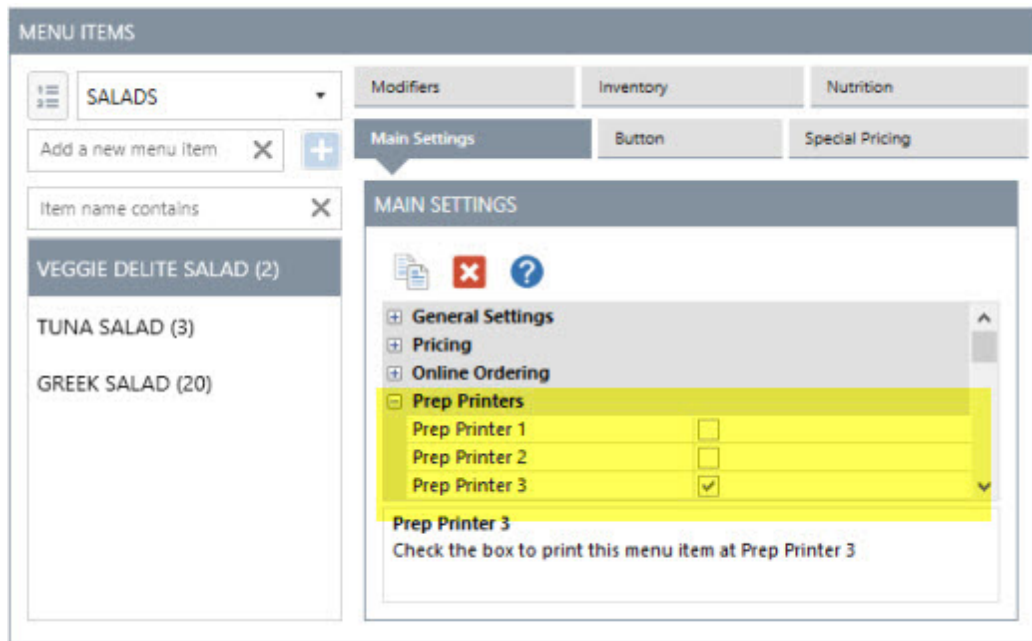 MENU ITEMS
SALADS
Add a new menu item
Item name contains
VEGGIE DELITE SALAD (2)
TUNA SALAD (3)
GREEK SALAD (20)
Modifiers
Inventory
Nutrition
Main Settings
Button
Special Pricing
MAIN SETTINGS
General Settings
Pricing
Online Ordering
Prep Printers
Prep Printer 1
Prep Printer 2
Prep Printer 3
Prep Printer 3
Check the box to print this menu item at Prep Printer 3